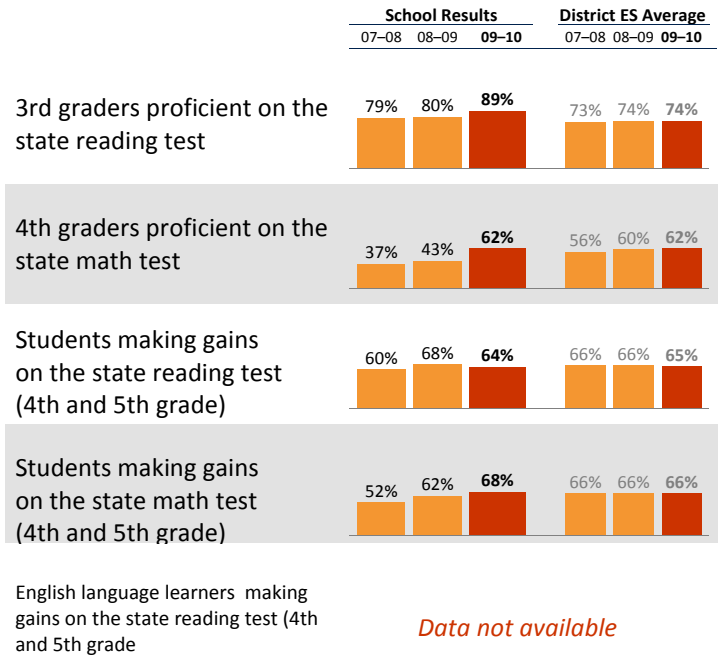 School Results District ES Average
07–08 08–09 09–10 07–08 08–09 09–10
3rd graders proficient on the
state reading test
79% 80% 89% 73% 74% 74%
4th graders proficient on the
state math test
37% 43% 62% 56% 60% 62%
Students making gains
on the state reading test
(4th and 5th grade)
60% 68% 64% 66% 66% 65%
Students making gains
on the state math test
(4th and 5th grade)
52% 62% 68% 66% 66% 66%
English language learners making
gains on the state reading test (4th
and 5th grade
Data not available